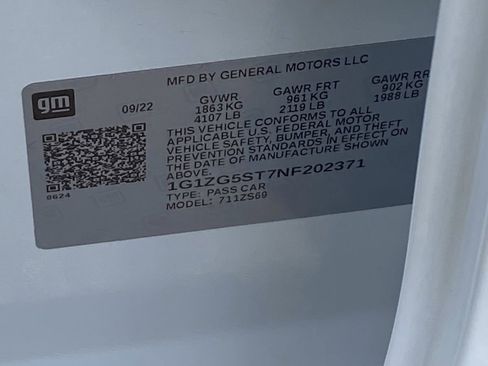 MFD BY GENERAL MOTORS LLC
gm
09/22
GVWR GAWR FRT GAWR RR
1863 KG 961 KG 902 KG
4107 LB 2119 LB 1988 LB
THIS VEHICLE CONFORMS TO ALL
APPLICABLE U.S. FEDERAL MOTOR
VEHICLE SAFETY, BUMPER, AND THEFT
PREVENTION STANDARDS IN EFFECT ON
THE DATE OF MANUFACTURE SHOWN
ABOVE.
1G1ZG5ST7NF202371
TYPE: PASS CAR
MODEL: 711ZS69
8624